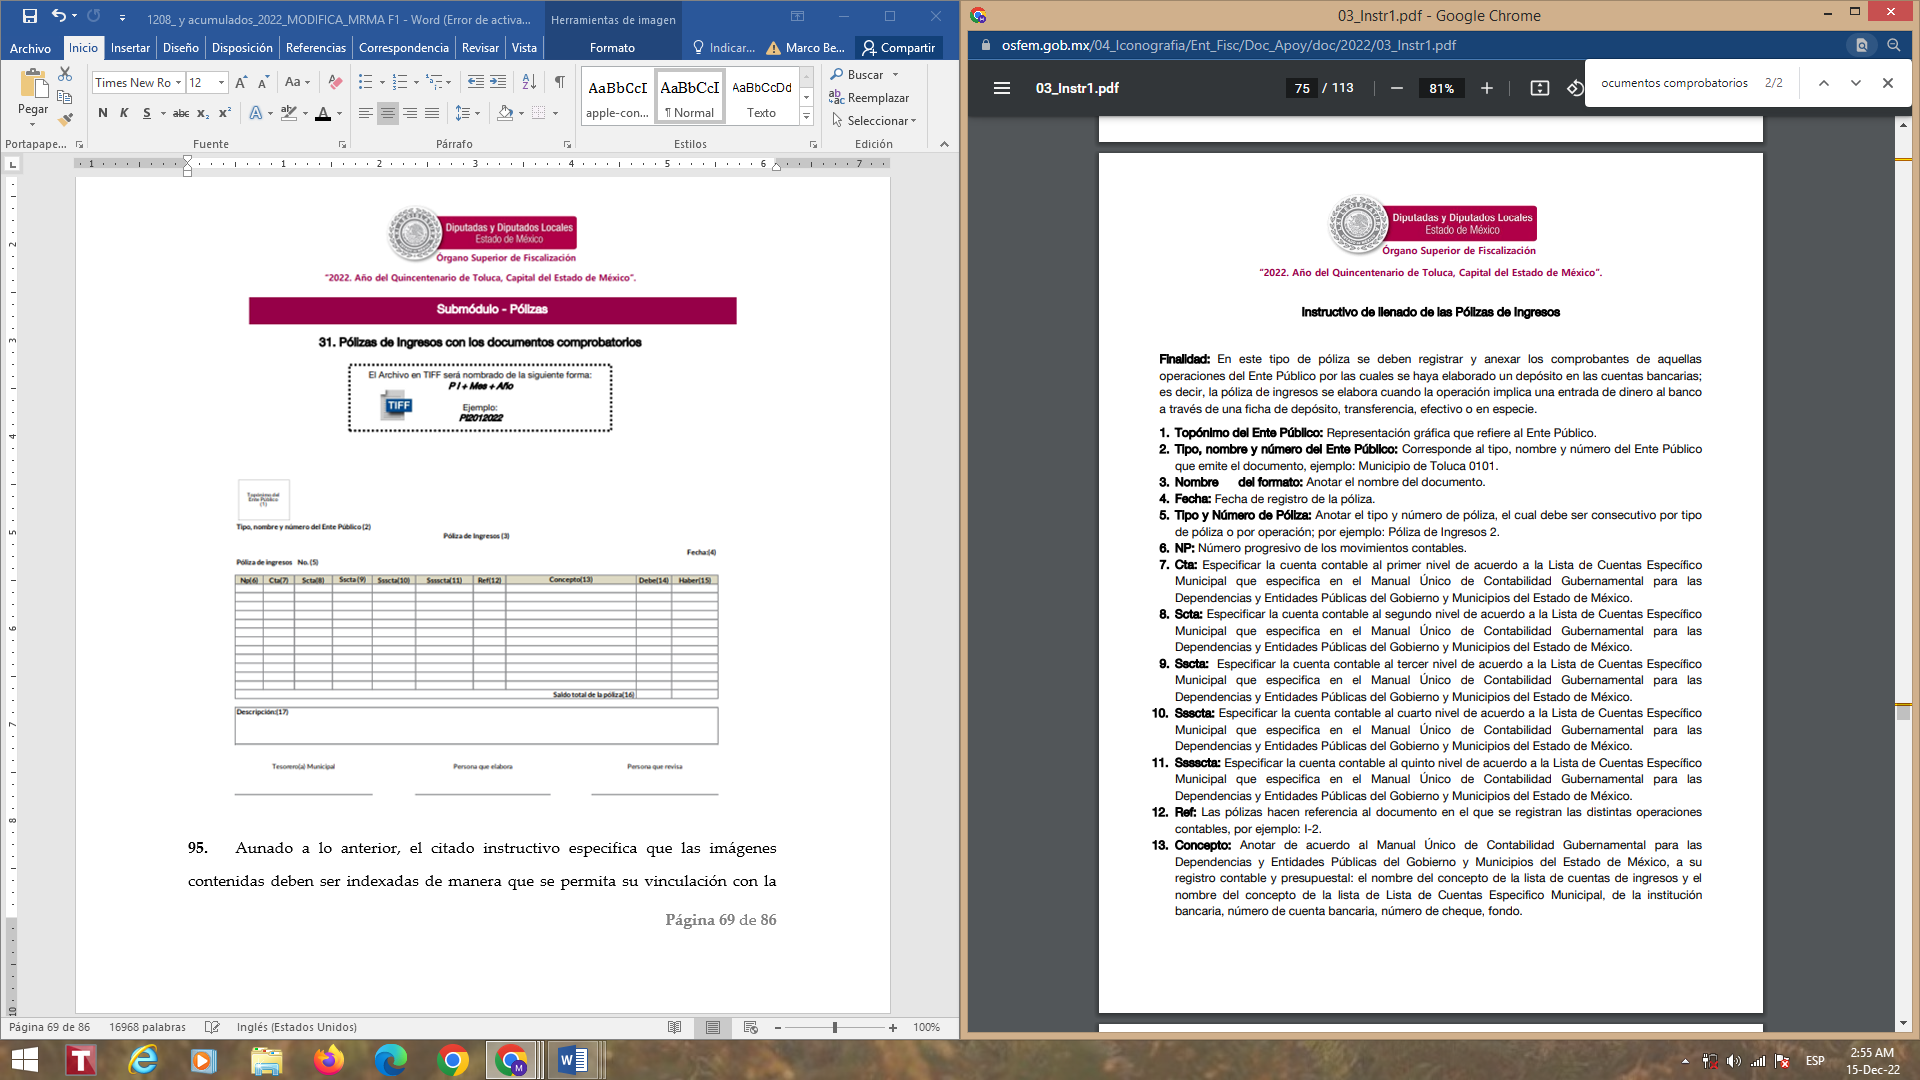 1208_ y acumulados_2022_MODIFICA_MRMA F1 - Word (Error de activa...
Herramientas de imagen
Archivo
Inicio
Insertar
Diseño
Disposición
Referencias
Correspondencia
Revisar
Vista
Formato
Indicar...
Marco Be...
Compartir
Pegar
Times New Ro
12
Portapape...
Fuente
Párrafo
AaBbCcI
apple-con...
AaBbCcI
¶ Normal
AaBbCcDd
Texto
Estilos
Buscar
Reemplazar
Seleccionar
Edición
Diputadas y Diputados Locales
Estado de México
Órgano Superior de Fiscalización
"2022. Año del Quincentenario de Toluca, Capital del Estado de México".
Submódulo - Pólizas
31. Pólizas de Ingresos con los documentos comprobatorios
El Archivo en TIFF será nombrado de la siguiente forma:
P I + Mes + Año
TIFF
Ejemplo:
PI2012022
Topónimo del
Ente Público
(1)
Tipo, nombre y número del Ente Público (2)
Póliza de Ingresos (3)
Fecha:(4)
Póliza de ingresos No. (5)
Np(6) Cta(7) Scta(8) Sscta (9) Ssscta(10) Sssscta(11) Ref(12) Concepto(13) Debe(14) Haber(15)
Saldo total de la póliza(16)
Descripción:(17)
Tesorero(a) Municipal
Persona que elabora
Persona que revisa
95. Aunado a lo anterior, el citado instructivo especifica que las imágenes
contenidas deben ser indexadas de manera que se permita su vinculación con la
Página 69 de 86
Página 69 de 86
16968 palabras
Inglés (Estados Unidos)
100%
03_Instr1.pdf - Google Chrome
osfem.gob.mx/04_Iconografia/Ent_Fisc/Doc_Apoy/doc/2022/03_Instr1.pdf
03_Instr1.pdf
75 / 113
81%
ocumentos comprobatorios 2/2
Diputadas y Diputados Locales
Estado de México
Órgano Superior de Fiscalización
"2022. Año del Quincentenario de Toluca, Capital del Estado de México".
Instructivo de llenado de las Pólizas de Ingresos
Finalidad: En este tipo de póliza se deben registrar y anexar los comprobantes de aquellas
operaciones del Ente Público por las cuales se haya elaborado un depósito en las cuentas bancarias;
es decir, la póliza de ingresos se elabora cuando la operación implica una entrada de dinero al banco
a través de una ficha de depósito, transferencia, efectivo o en especie.
1. Topónimo del Ente Público: Representación gráfica que refiere al Ente Público.
2. Tipo, nombre y número del Ente Público: Corresponde al tipo, nombre y número del Ente Público
que emite el documento, ejemplo: Municipio de Toluca 0101.
3. Nombre del formato: Anotar el nombre del documento.
4. Fecha: Fecha de registro de la póliza.
5. Tipo y Número de Póliza: Anotar el tipo y número de póliza, el cual debe ser consecutivo por tipo
de póliza o por operación; por ejemplo: Póliza de Ingresos 2.
6. NP: Número progresivo de los movimientos contables.
7. Cta: Especificar la cuenta contable al primer nivel de acuerdo a la Lista de Cuentas Específico
Municipal que especifica en el Manual Único de Contabilidad Gubernamental para las
Dependencias y Entidades Públicas del Gobierno y Municipios del Estado de México.
8. Scta: Especificar la cuenta contable al segundo nivel de acuerdo a la Lista de Cuentas Específico
Municipal que especifica en el Manual Único de Contabilidad Gubernamental para las
Dependencias y Entidades Públicas del Gobierno y Municipios del Estado de México.
9. Sscta: Especificar la cuenta contable al tercer nivel de acuerdo a la Lista de Cuentas Específico
Municipal que especifica en el Manual Único de Contabilidad Gubernamental para las
Dependencias y Entidades Públicas del Gobierno y Municipios del Estado de México.
10. Ssscta: Especificar la cuenta contable al cuarto nivel de acuerdo a la Lista de Cuentas Específico
Municipal que especifica en el Manual Único de Contabilidad Gubernamental para las
Dependencias y Entidades Públicas del Gobierno y Municipios del Estado de México.
11. Sssscta: Especificar la cuenta contable al quinto nivel de acuerdo a la Lista de Cuentas Específico
Municipal que especifica en el Manual Único de Contabilidad Gubernamental para las
Dependencias y Entidades Públicas del Gobierno y Municipios del Estado de México.
12. Ref: Las pólizas hacen referencia al documento en el que se registran las distintas operaciones
contables, por ejemplo: I-2.
13. Concepto: Anotar de acuerdo al Manual Único de Contabilidad Gubernamental para las
Dependencias y Entidades Públicas del Gobierno y Municipios del Estado de México, a su
registro contable y presupuestal: el nombre del concepto de la lista de cuentas de ingresos y el
nombre del concepto de la lista de Lista de Cuentas Especifico Municipal, de la institución
bancaria, número de cuenta bancaria, número de cheque, fondo.
ESP
2:55 AM
15-Dec-22